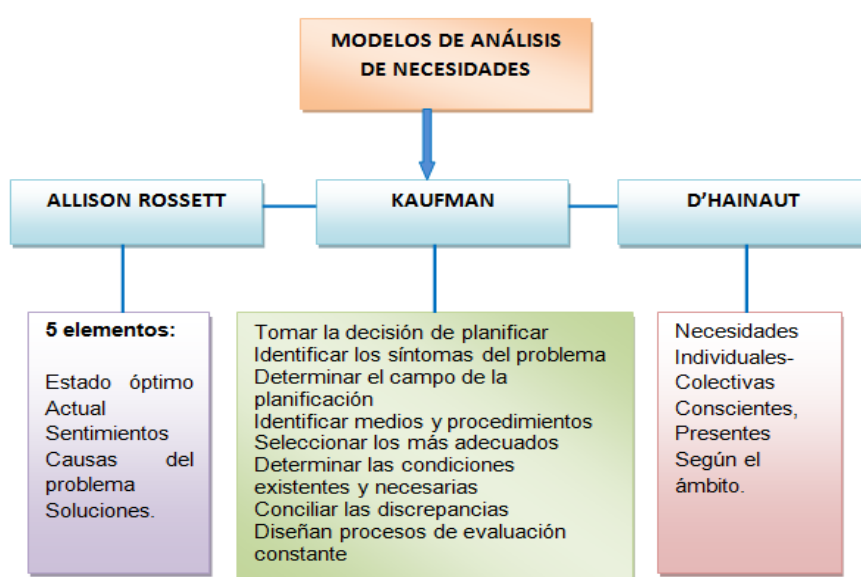 MODELOS DE ANÁLISIS
DE NECESIDADES
ALLISON ROSSETT
KAUFMAN
D’HAINAUT
5 elementos:
Estado óptimo
Actual
Sentimientos
Causas del
problema
Soluciones.
Tomar la decisión de planificar
Identificar los síntomas del problema
Determinar el campo de la
planificación
Identificar medios y procedimientos
Seleccionar los más adecuados
Determinar las condiciones
existentes y necesarias
Conciliar las discrepancias
Diseñan procesos de evaluación
constante
Necesidades
Individuales-
Colectivas
Conscientes,
Presentes
Según el
ámbito.